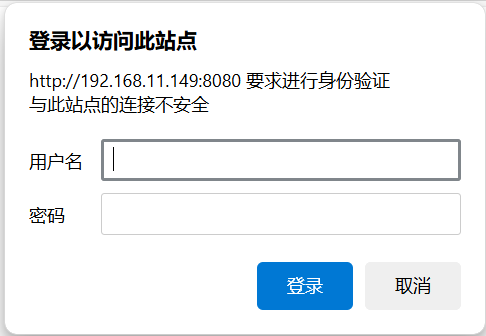 登录以访问此站点
http://192.168.11.149:8080 要求进行身份验证
与此站点的连接不安全
用户名
密码
登录 取消